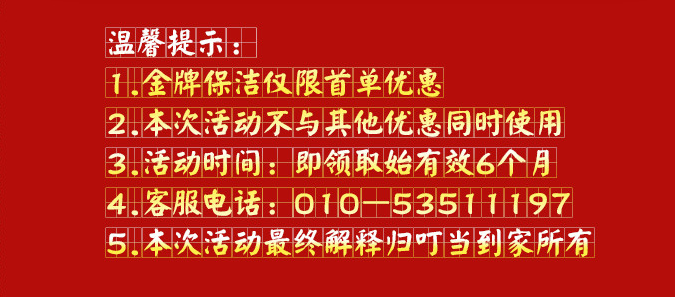 温馨提示：
1.金牌保洁仅限首单优惠
2.本次活动不与其他优惠同时使用
3.活动时间：即领取始有效6个月
4.客服电话：010—53511197
5.本次活动最终解释归叮当到家所有